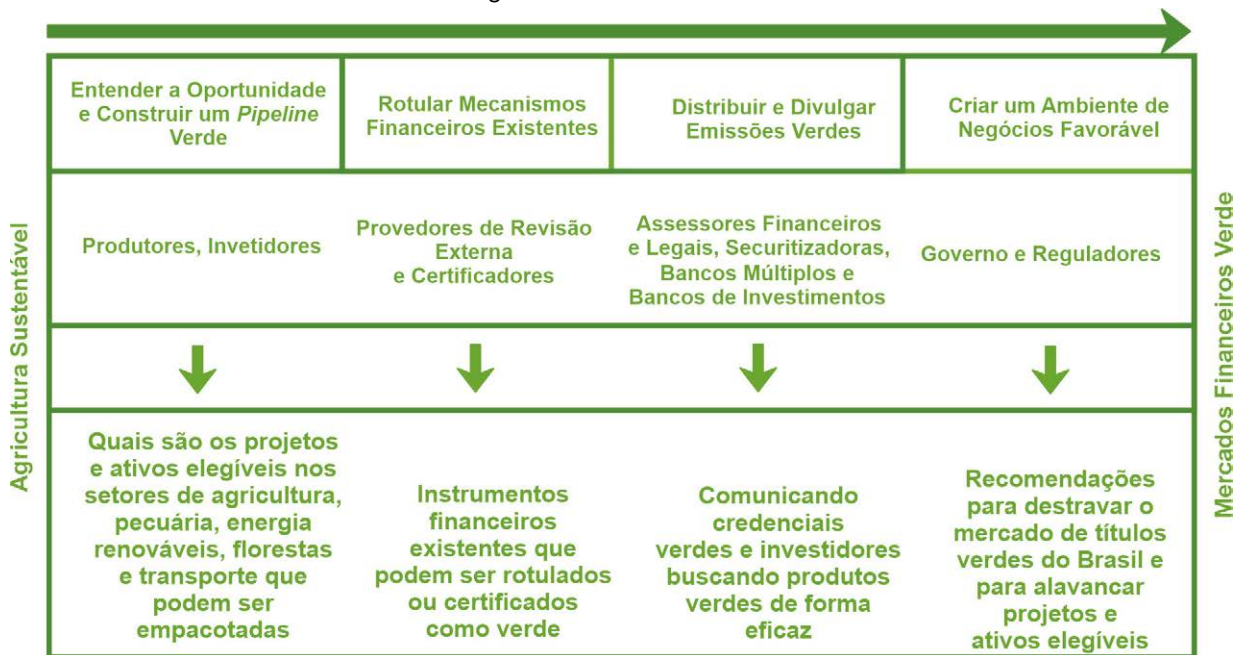 Entender a Oportunidade
e Construir um Pipeline
Verde
Rotular Mecanismos
Financeiros Existentes
Distribuir e Divulgar
Emissões Verdes
Criar um Ambiente de
Negócios Favorável
Agricultura Sustentável
Produtores, Invetidores
Provedores de Revisão
Externa
e Certificadores
Assessores Financeiros
e Legais, Securitizadoras,
Bancos Múltiplos e
Bancos de Investimentos
Governo e Reguladores
Mercados Financeiros Verde
Quais são os projetos
e ativos elegíveis nos
setores de agricultura,
pecuária, energia
renováveis, florestas
e transporte que
podem ser
empacotadas
Instrumentos
financeiros
existentes que
podem ser rotulados
ou certificados
como verde
Comunicando
credenciais
verdes e investidores
buscando produtos
verdes de forma
eficaz
Recomendações
para destravar o
mercado de títulos
verdes do Brasil e
para alavancar
projetos e
ativos elegíveis